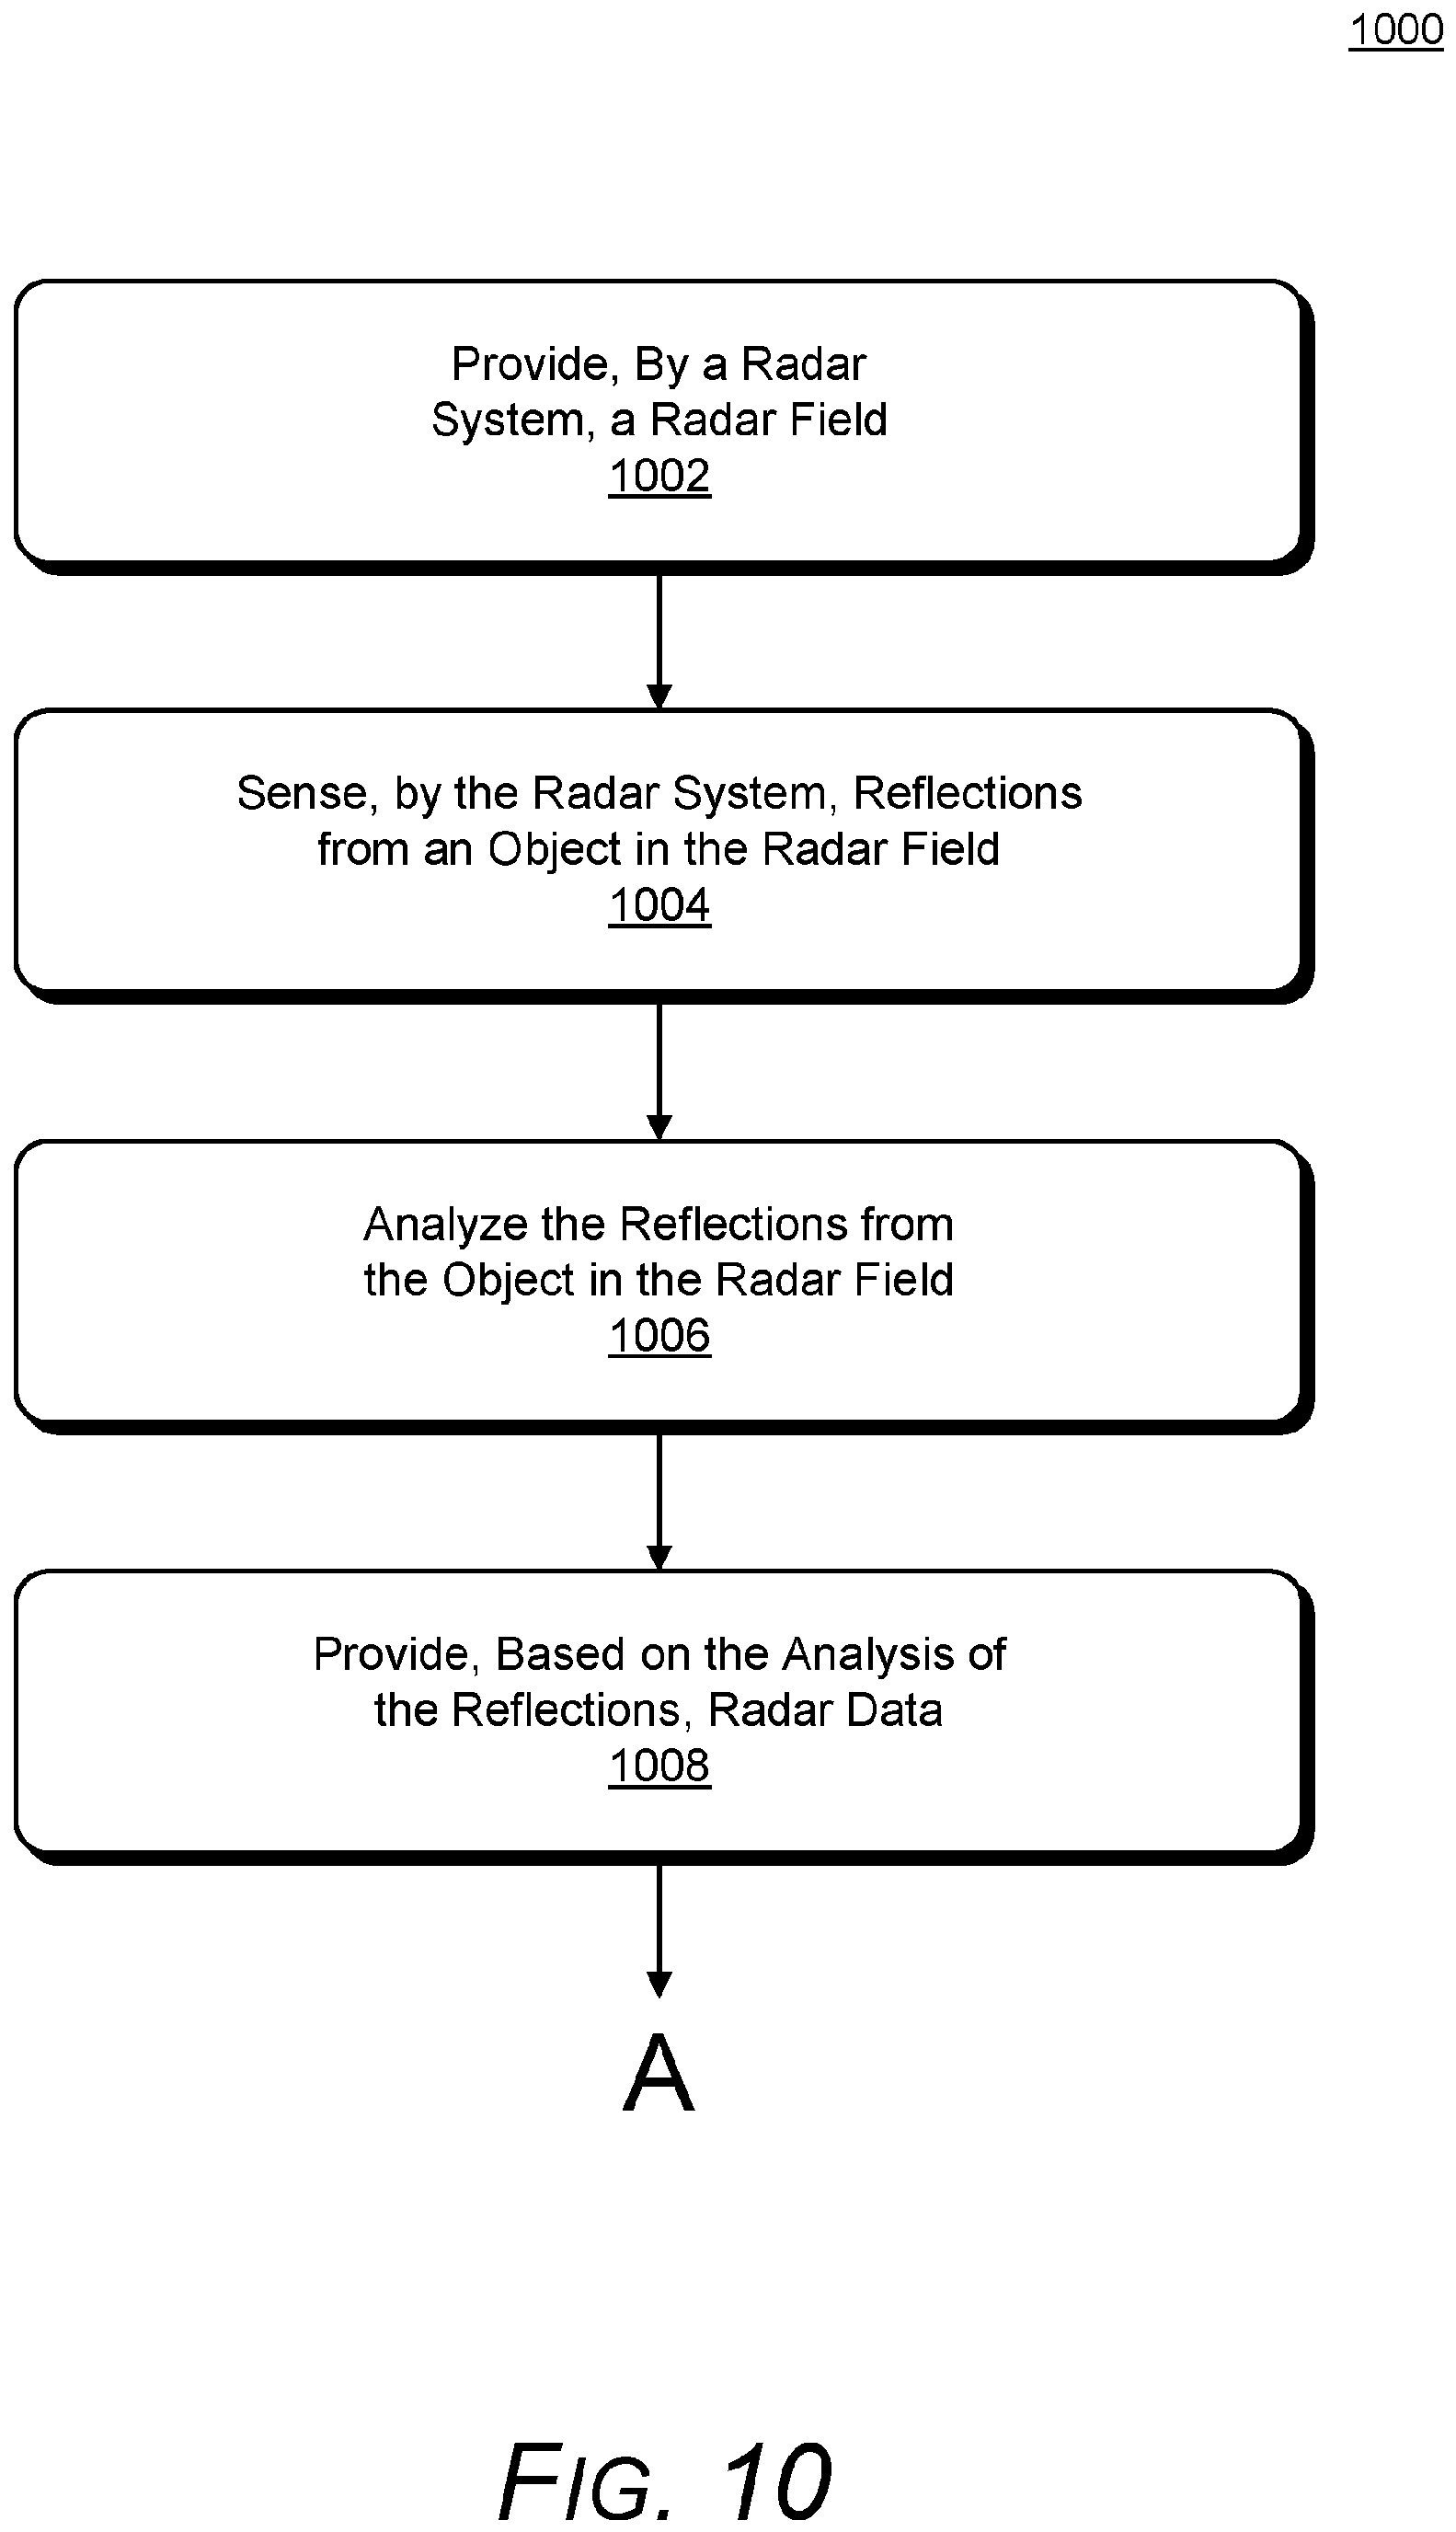 1000
Provide, By a Radar
System, a Radar Field
1002
Sense, by the Radar System, Reflections
from an Object in the Radar Field
1004
Analyze the Reflections from
the Object in the Radar Field
1006
Provide, Based on the Analysis of
the Reflections, Radar Data
1008
A
FIG. 10